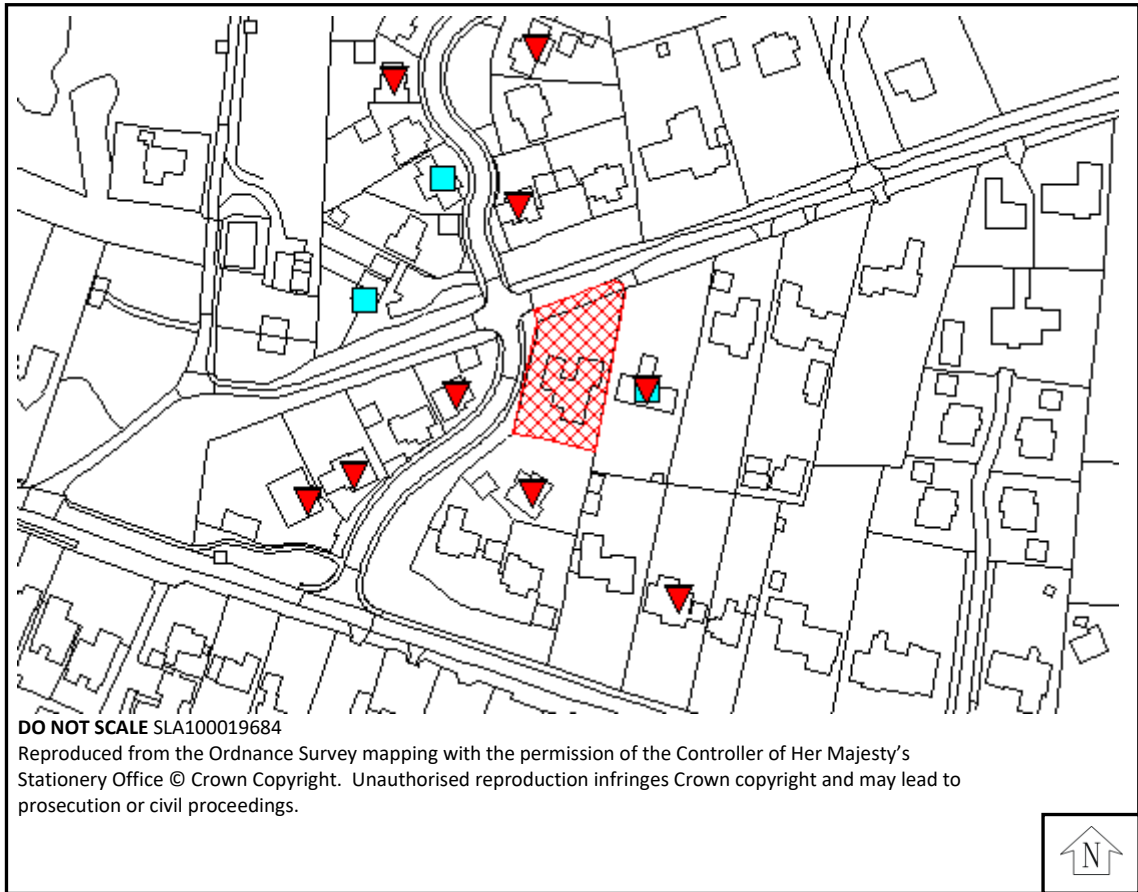 DO NOT SCALE SLA100019684
Reproduced from the Ordnance Survey mapping with the permission of the Controller of Her Majesty’s
Stationery Office © Crown Copyright.  Unauthorised reproduction infringes Crown copyright and may lead to
prosecution or civil proceedings.
N